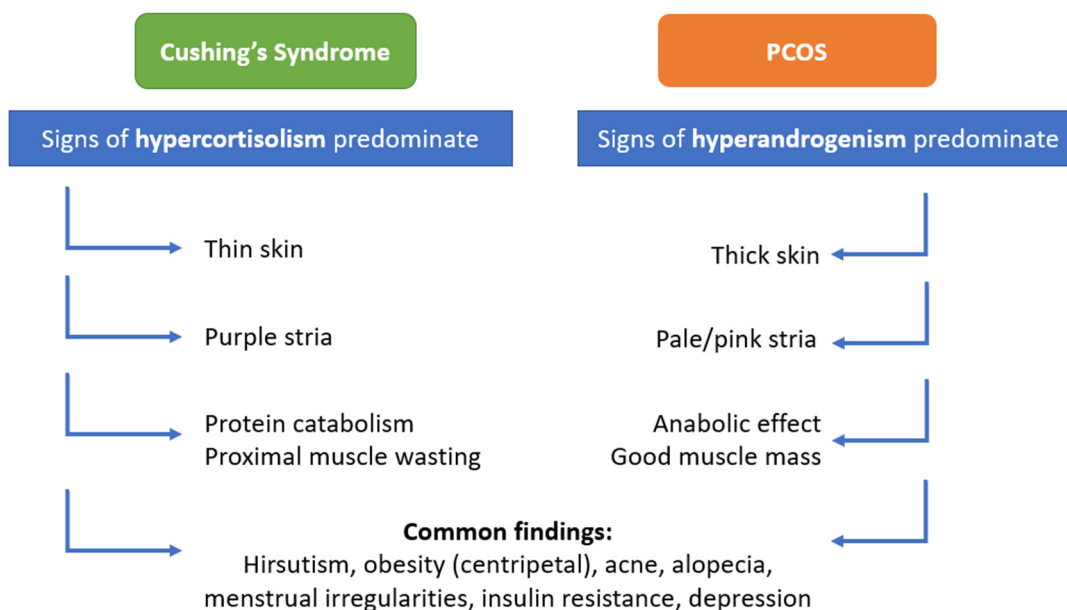 Cushing's Syndrome
Signs of hypercortisolism predominate
Thin skin
Purple stria
Protein catabolism
Proximal muscle wasting
PCOS
Signs of hyperandrogenism predominate
Thick skin
Pale/pink stria
Anabolic effect
Good muscle mass
Common findings:
Hirsutism, obesity (centripetal), acne, alopecia,
menstrual irregularities, insulin resistance, depression